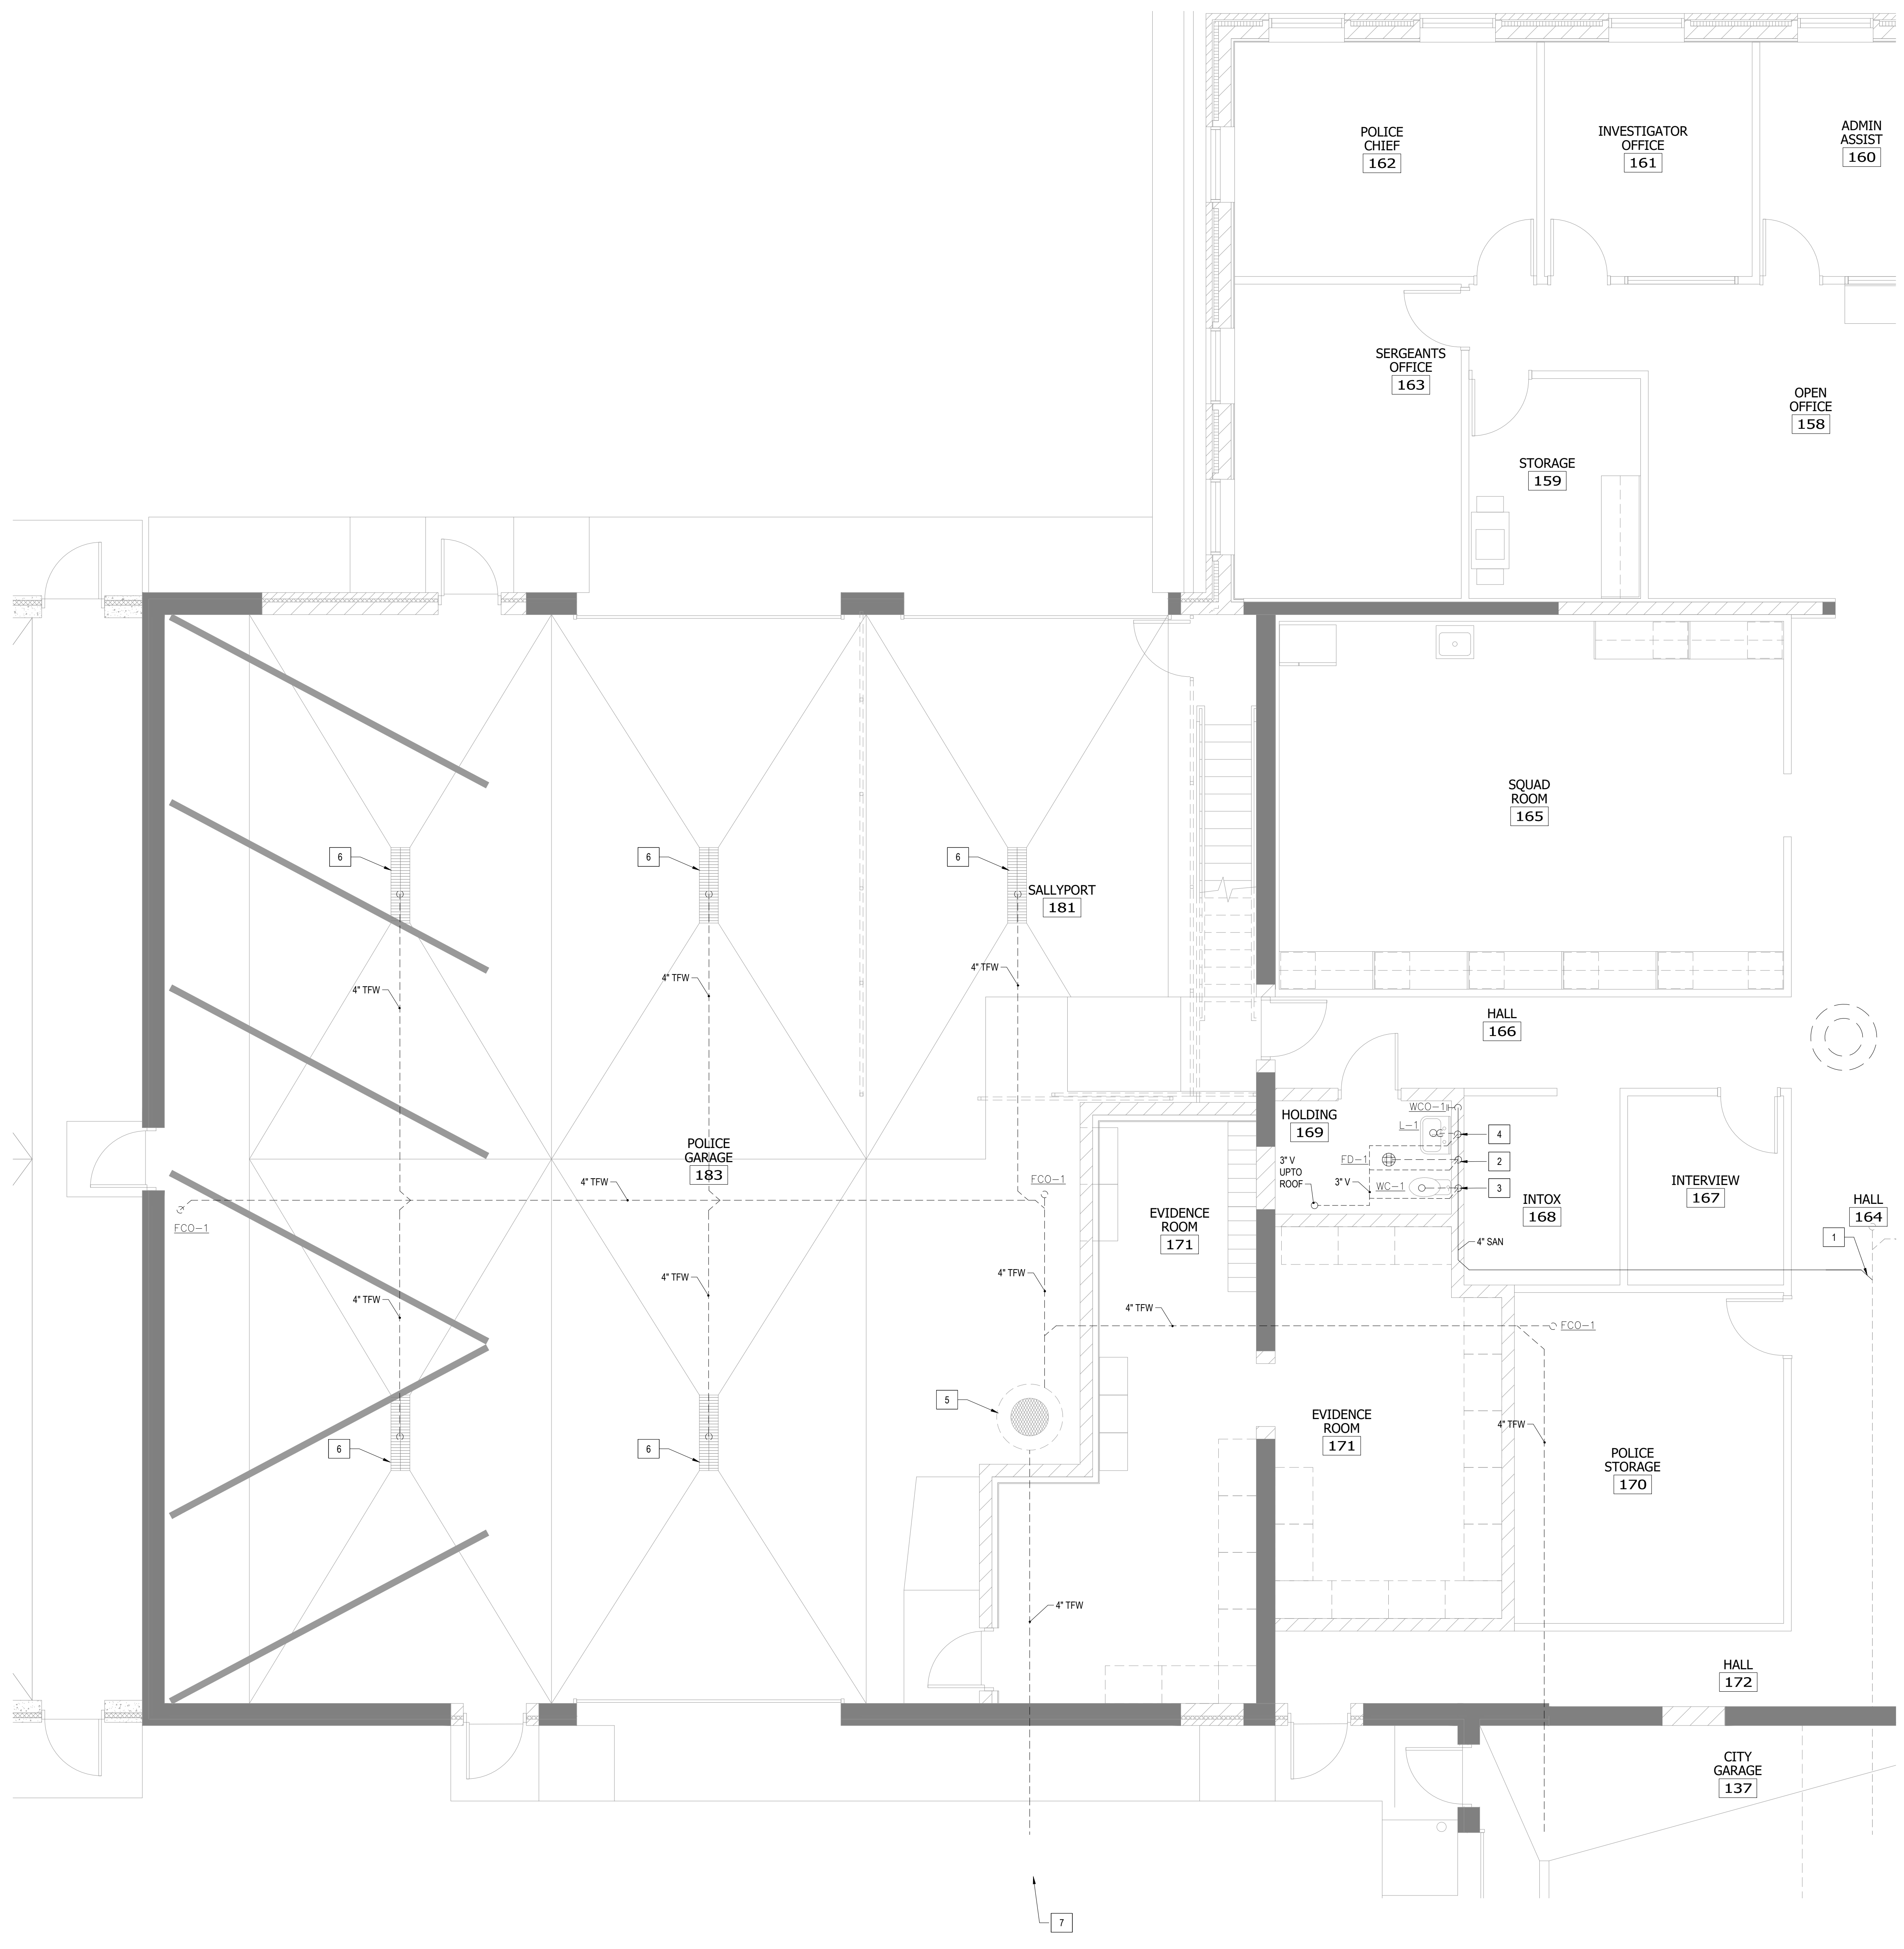 POLICE
CHIEF
162
INVESTIGATOR
OFFICE
161
ADMIN
ASSIST
160
SERGEANTS
OFFICE
163
OPEN
OFFICE
158
STORAGE
159
SQUAD
ROOM
165
6
6
6
SALLYPORT
181
4" TFW
4" TFW
4" TFW
HALL
166
WCO-1
HOLDING
169
L-1
4
POLICE
GARAGE
183
3" V
UPTO
ROOF
FD-1
2
4" TFW
FCO-1
3" V
WC-1
3
INTERVIEW
167
INTOX
168
HALL
164
FCO-1
EVIDENCE
ROOM
171
4" SAN
1
4" TFW
4" TFW
4" TFW
4" TFW
FCO-1
5
EVIDENCE
ROOM
171
4" TFW
6
6
POLICE
STORAGE
170
4" TFW
HALL
172
CITY
GARAGE
137
7